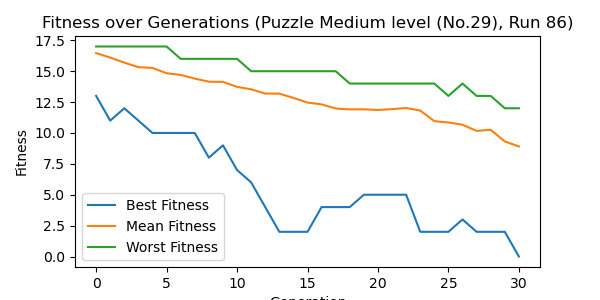 Fitness over Generations (Puzzle Medium level (No.29), Run 86)
17.5
15.0
12.5
10.0
7.5
5.0
2.5
0.0
Fitness
Best Fitness
Mean Fitness
Worst Fitness
0 5 10 15 20 25 30
Generation